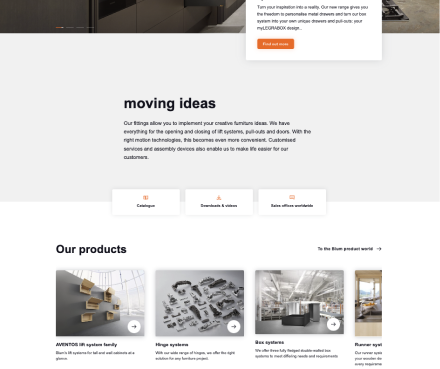 Turn your inspiration into a reality. Our new range gives you
the freedom to personalise metal drawers and turn our box
system into your own unique drawers and pull-outs: your
myLEGRABOX design.
Find out more
moving ideas
Our fittings allow you to implement your creative furniture ideas. We have
everything for the opening and closing of lift systems, pull-outs and doors. With the
right motion technologies, this becomes even more convenient. Customised
services and assembly devices also enable us to make life easier for our
customers.
Catalogue
Downloads & videos
Sales offices worldwide
Our products
To the Blum product world →
AVENTOS lift system family
Blum's lift systems for tall and wall cabinets at a
glance.
Hinge systems
With our wide range of hinges, we offer the right
solution for any furniture project.
Box systems
We offer three fully fledged double-walled box
systems to meet differing needs and requirements
Runner syst
Our runner syste
your wooden dra
every requireme